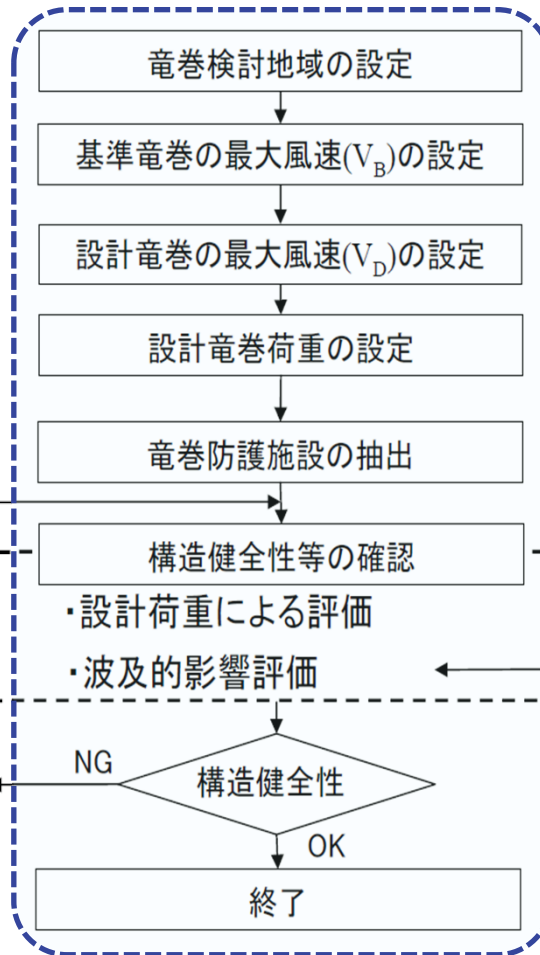 竜巻検討地域の設定
基準竜巻の最大風速(V_B)の設定
設計竜巻の最大風速(V_D)の設定
設計竜巻荷重の設定
竜巻防護施設の抽出
構造健全性等の確認
・設計荷重による評価
・波及的影響評価
NG
構造健全性
OK
終了